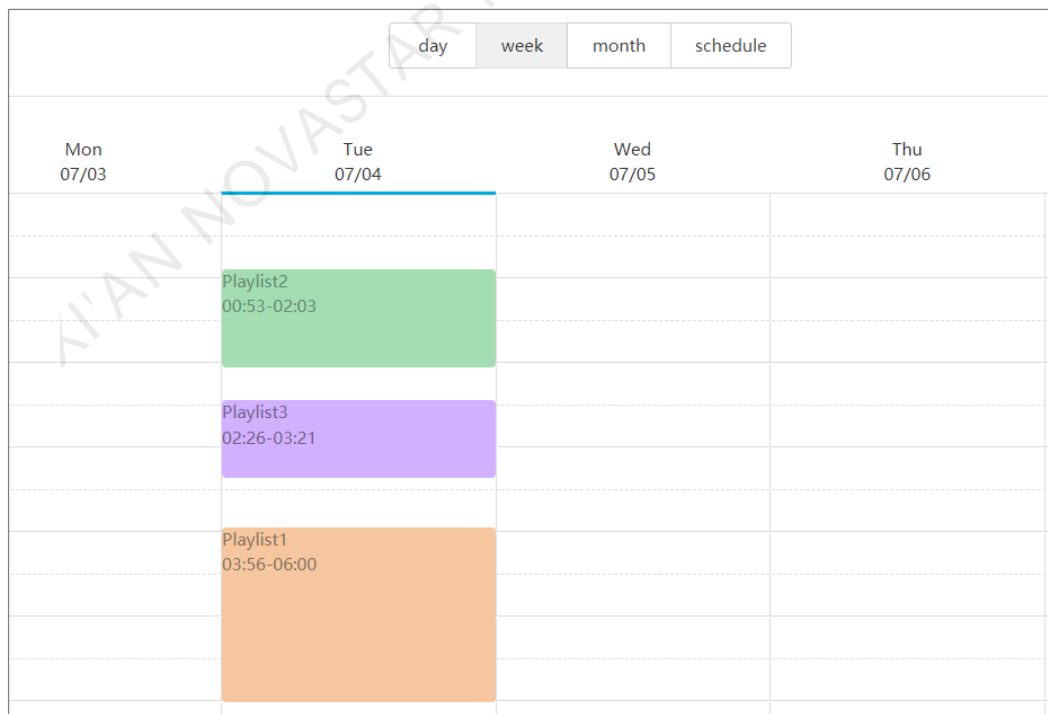 day week month schedule
Mon Tue Wed Thu
07/03 07/04 07/05 07/06
Playlist2
00:53-02:03
Playlist3
02:26-03:21
Playlist1
03:56-06:00
XI'AN NOVASTAR